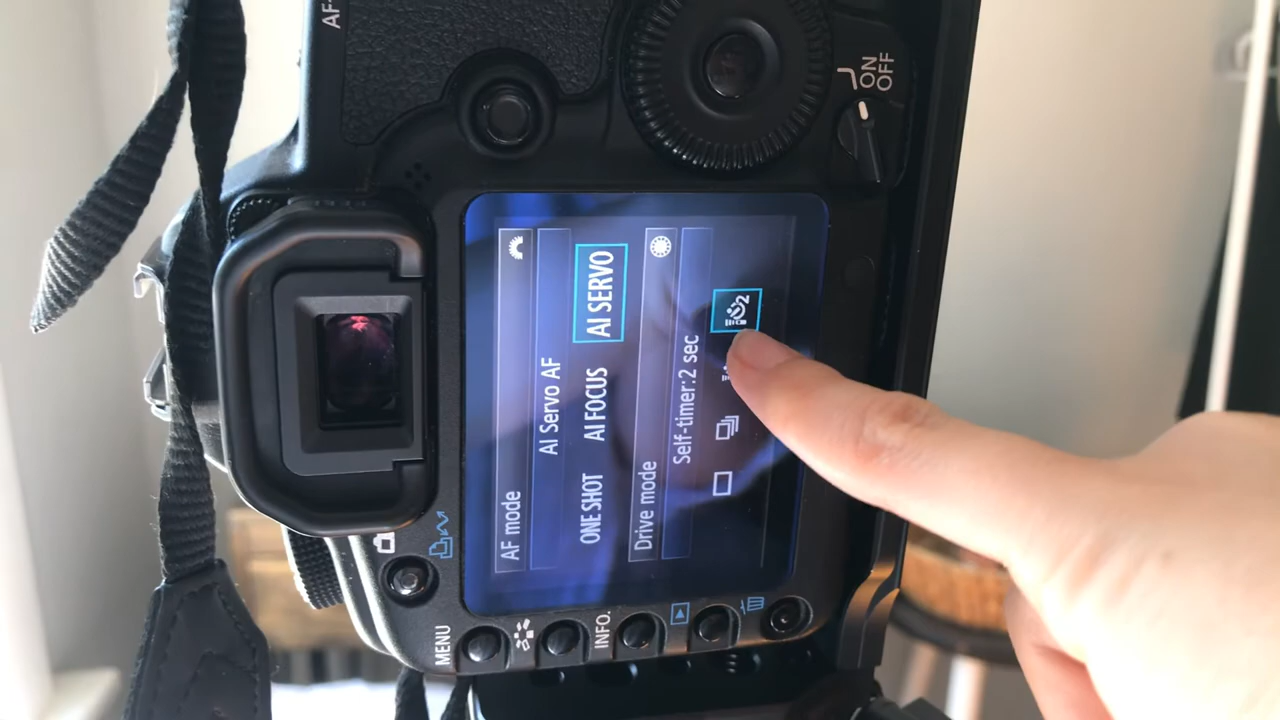 AF mode
AI Servo AF
ONE SHOT AI FOCUS AI SERVO
Drive mode
Self-timer:2 sec
2
MENU
INFO.
ON
OFF